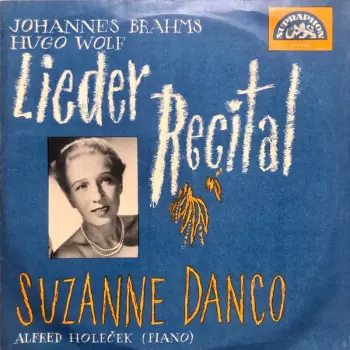 JOHANNES BRAHMS
HUGO WOLF
SUPRAPHON
Lieder
Recital
SUZANNE DANCO
ALFRED HOLEČEK (PIANO)